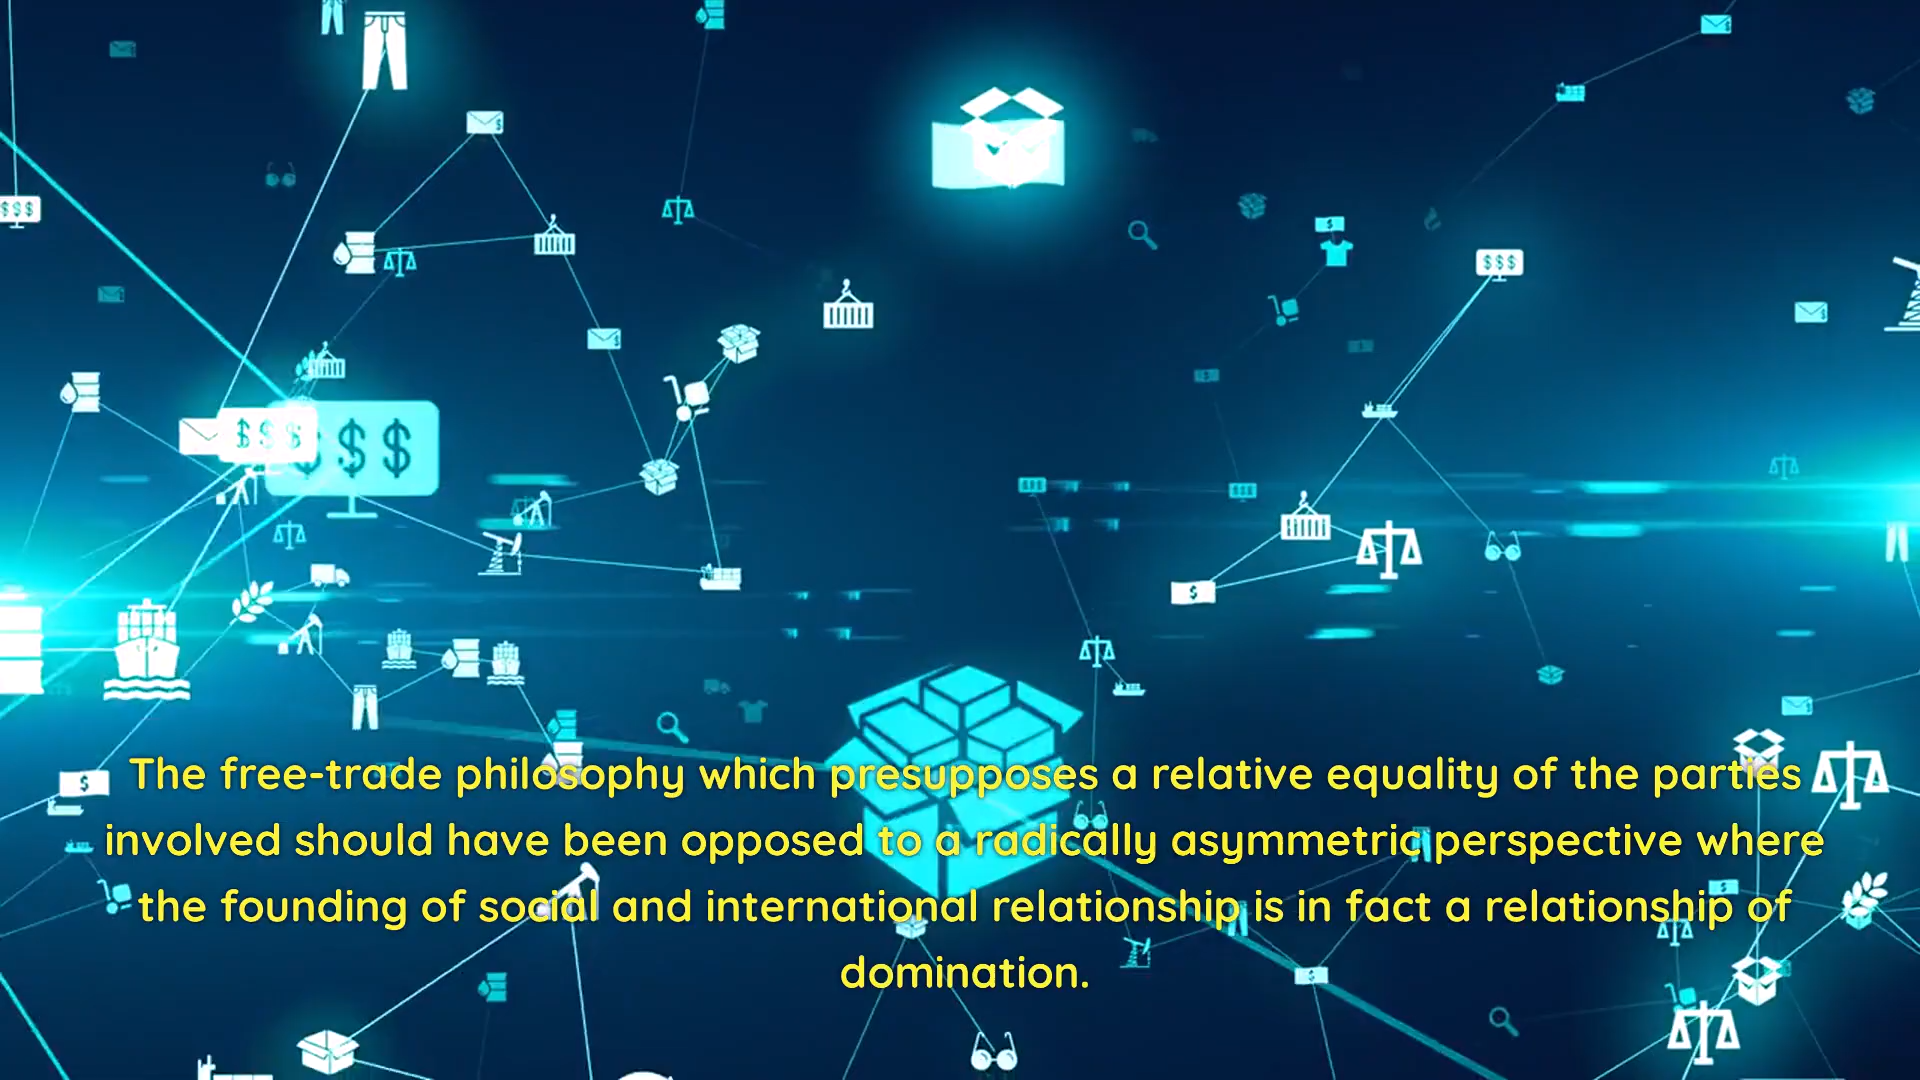 $ $ $
$ $ $
$ $ $
$ $ $
The free-trade philosophy which presupposes a relative equality of the parties
involved should have been opposed to a radically asymmetric perspective where
the founding of social and international relationship is in fact a relationship of
domination.